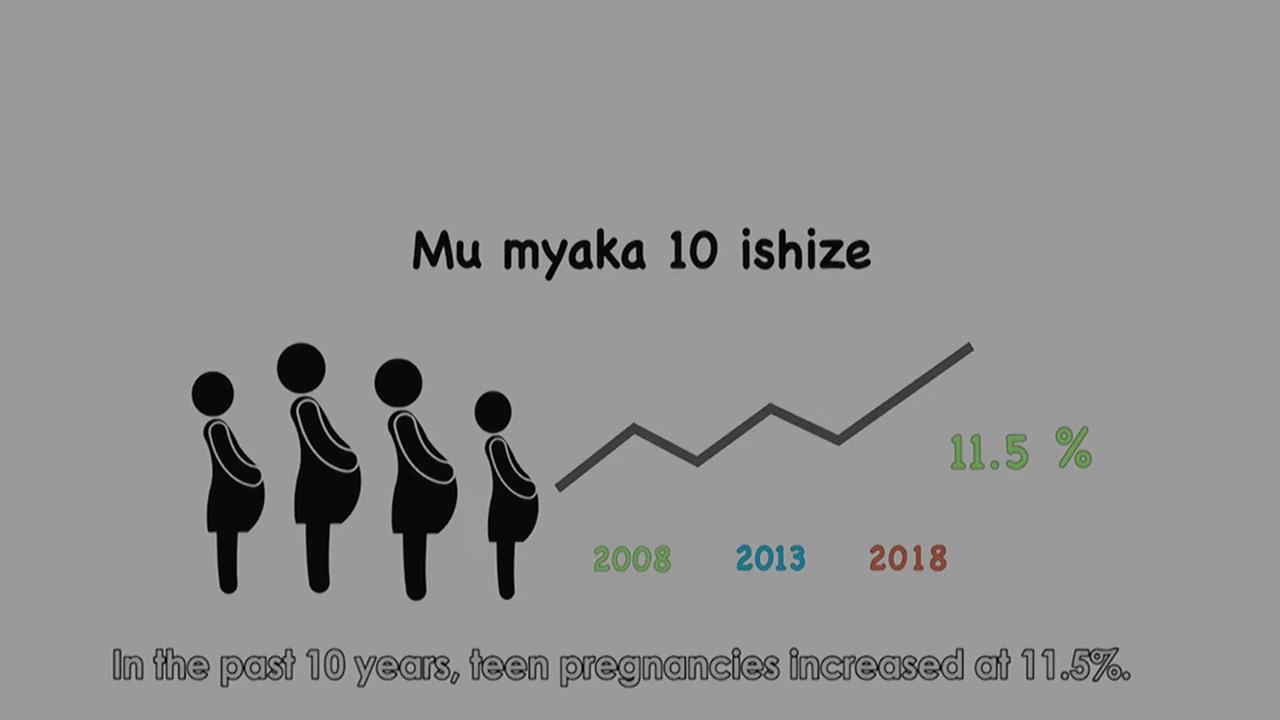 Mu myaka 10 ishize
11.5 %
2008 2013 2018
In the past 10 years, teen pregnancies increased at 11.5%.